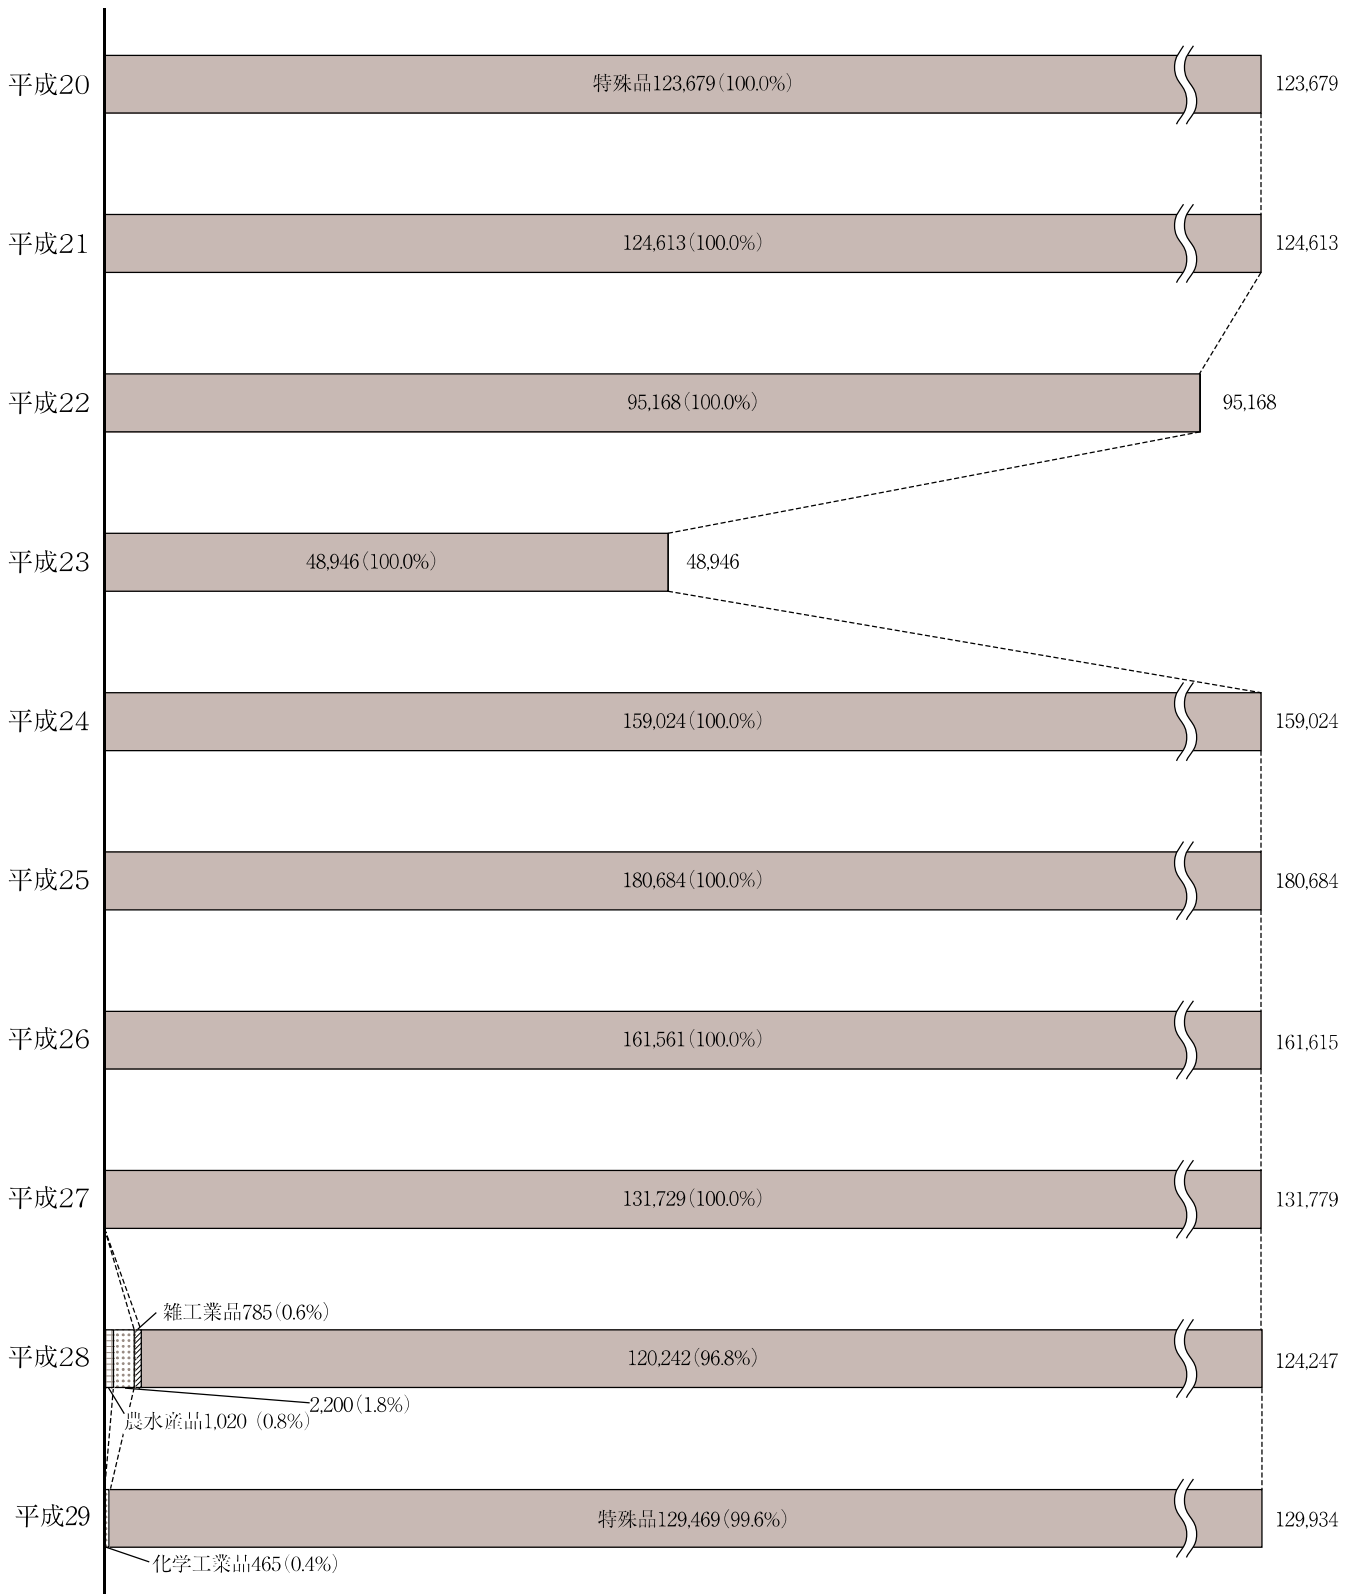 平成20 特殊品123,679(100.0%) 123,679
平成21 124,613(100.0%) 124,613
平成22 95,168(100.0%) 95,168
平成23 48,946(100.0%) 48,946
平成24 159,024(100.0%) 159,024
平成25 180,684(100.0%) 180,684
平成26 161,561(100.0%) 161,615
平成27 131,729(100.0%) 131,779
雑工業品785(0.6%)
平成28 120,242(96.8%) 124,247
2,200(1.8%)
農水産品1,020 (0.8%)
平成29 特殊品129,469(99.6%) 129,934
化学工業品465(0.4%)